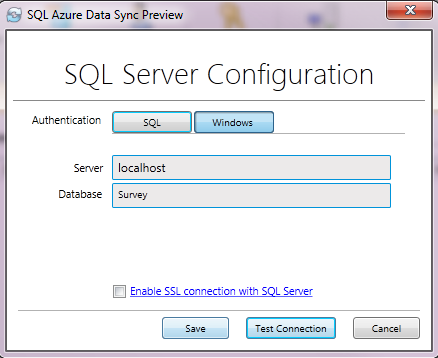 SQL Azure Data Sync Preview
SQL Server Configuration
Authentication SQL Windows
Server localhost
Database Survey
Enable SSL connection with SQL Server
Save Test Connection Cancel